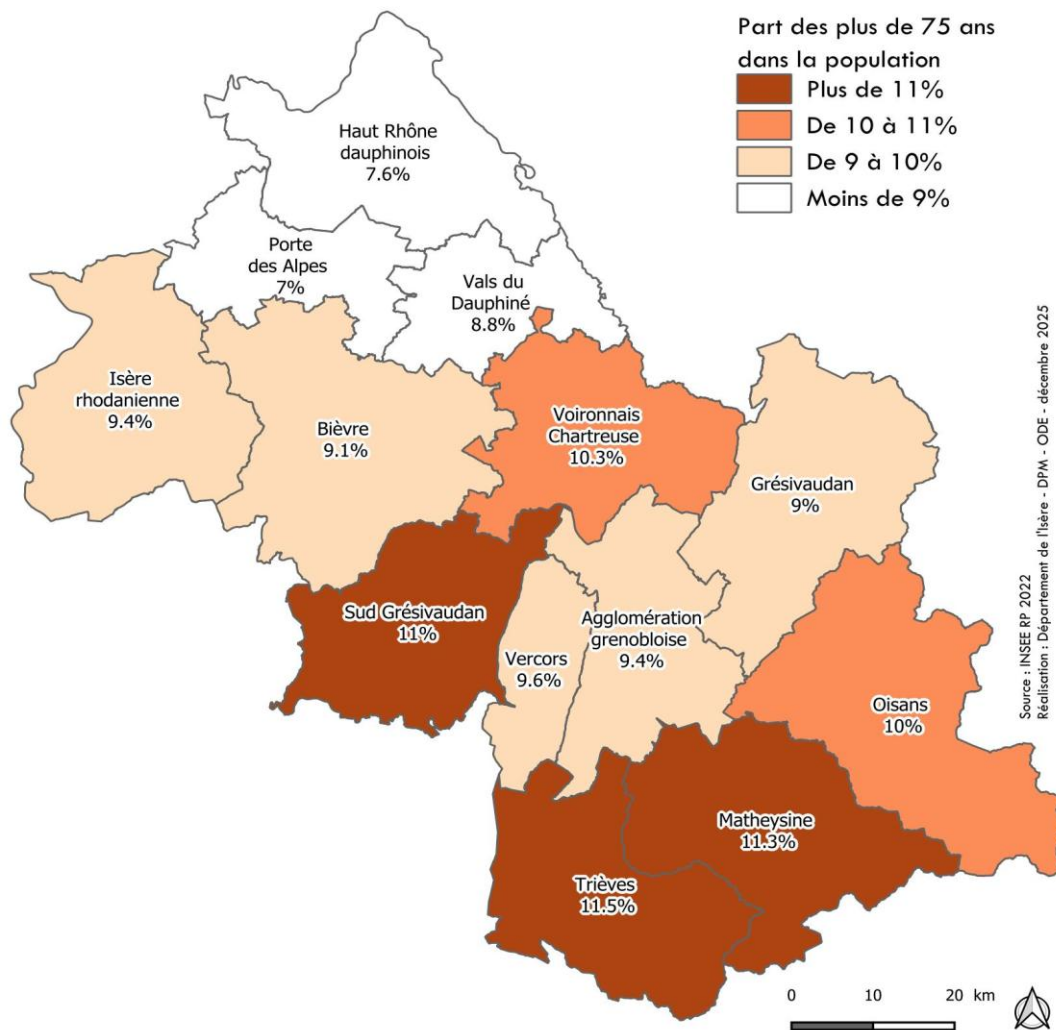 Part des plus de 75 ans
dans la population
Plus de 11%
De 10 à 11%
De 9 à 10%
Moins de 9%
Haut Rhône
dauphinois
7.6%
Porte
des Alpes
7%
Vals du
Dauphiné
8.8%
Isère
rhodanienne
9.4%
Bièvre
9.1%
Voironnais
Chartreuse
10.3%
Grésivaudan
9%
Sud Grésivaudan
11%
Vercors
9.6%
Agglomération
grenobloise
9.4%
Oisans
10%
Matheysine
11.3%
Trièves
11.5%
Source : INSEE RP 2022
Réalisation : Département de l'Isère - DPM - ODE - décembre 2025
0 10 20 km